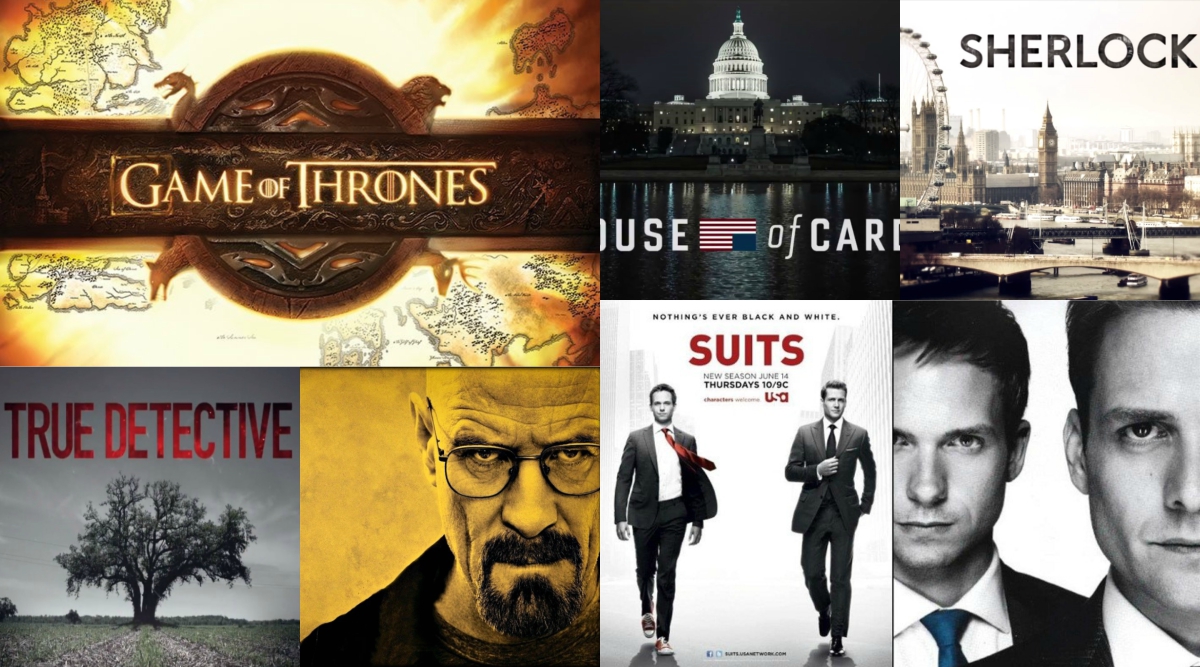 GAME OF THRONES
OUSE of CARD
SHERLOCK
TRUE DETECTIVE
NOTHING'S EVER BLACK AND WHITE.
SUITS
NEW SEASON JUNE 14
THURSDAYS 10/9C
characters welcome. usa
SUITS.USANETWORK.COM